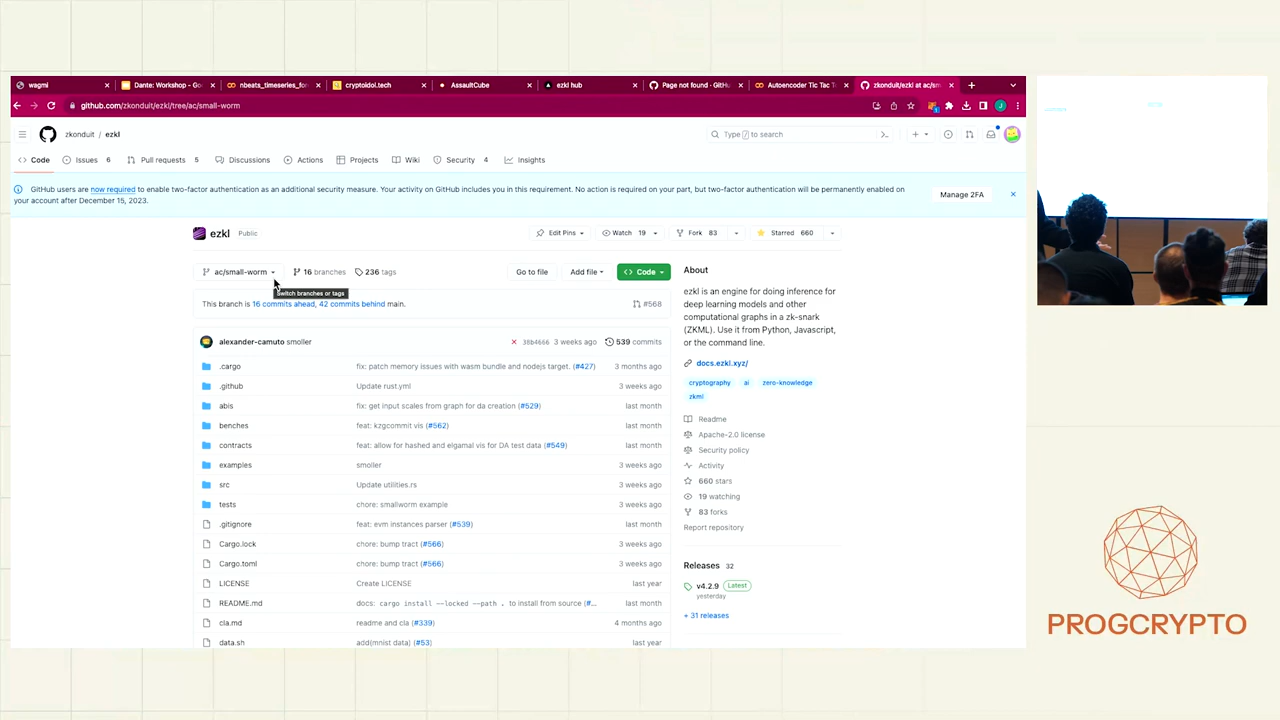 wagmi
Dante: Workshop - Go
nbeats_timeseries_fo
cryptoidol.tech
AssaultCube
ezkl hub
Page not found · GitHu
Autoencoder Tic Tac T
zkonduit/ezkl at ac/sm
github.com/zkonduit/ezkl/tree/ac/small-worm
zkonduit / ezkl
Type / to search
Code
Issues 6
Pull requests 5
Discussions
Actions
Projects
Wiki
Security 4
Insights
GitHub users are now required to enable two-factor authentication as an additional security measure. Your activity on GitHub includes you in this requirement. No action is required on your part, but two-factor authentication will be permanently enabled on
your account after December 15, 2023.
Manage 2FA
ezkl Public
Edit Pins
Watch 19
Fork 83
Starred 660
ac/small-worm
16 branches
236 tags
Go to file
Add file
Code
Switch branches or tags
This branch is 16 commits ahead, 42 commits behind main.
#568
alexander-camuto smoller
38b4666 3 weeks ago
539 commits
.cargo fix: patch memory issues with wasm bundle and nodejs target. (#427) 3 months ago
.github Update rust.yml 3 weeks ago
abis fix: get input scales from graph for da creation (#529) last month
benches feat: kzgcommit vis (#562) last month
contracts feat: allow for hashed and elgamal vis for DA test data (#549) last month
examples smoller 3 weeks ago
src Update utilities.rs 3 weeks ago
tests chore: smallworm example 3 weeks ago
.gitignore feat: evm instances parser (#539) last month
Cargo.lock chore: bump tract (#566) 3 weeks ago
Cargo.toml chore: bump tract (#566) 3 weeks ago
LICENSE Create LICENSE last year
README.md docs: cargo install --locked --path . to install from source (#... last month
cla.md readme and cla (#339) 4 months ago
data.sh add(mnist data) (#53) last year
About
ezkl is an engine for doing inference for
deep learning models and other
computational graphs in a zk-snark
(ZKML). Use it from Python, Javascript,
or the command line.
docs.ezkl.xyz/
cryptography ai zero-knowledge
zkml
Readme
Apache-2.0 license
Security policy
Activity
660 stars
19 watching
83 forks
Report repository
Releases 32
v4.2.9 Latest
yesterday
+ 31 releases
PROGCRYPTO